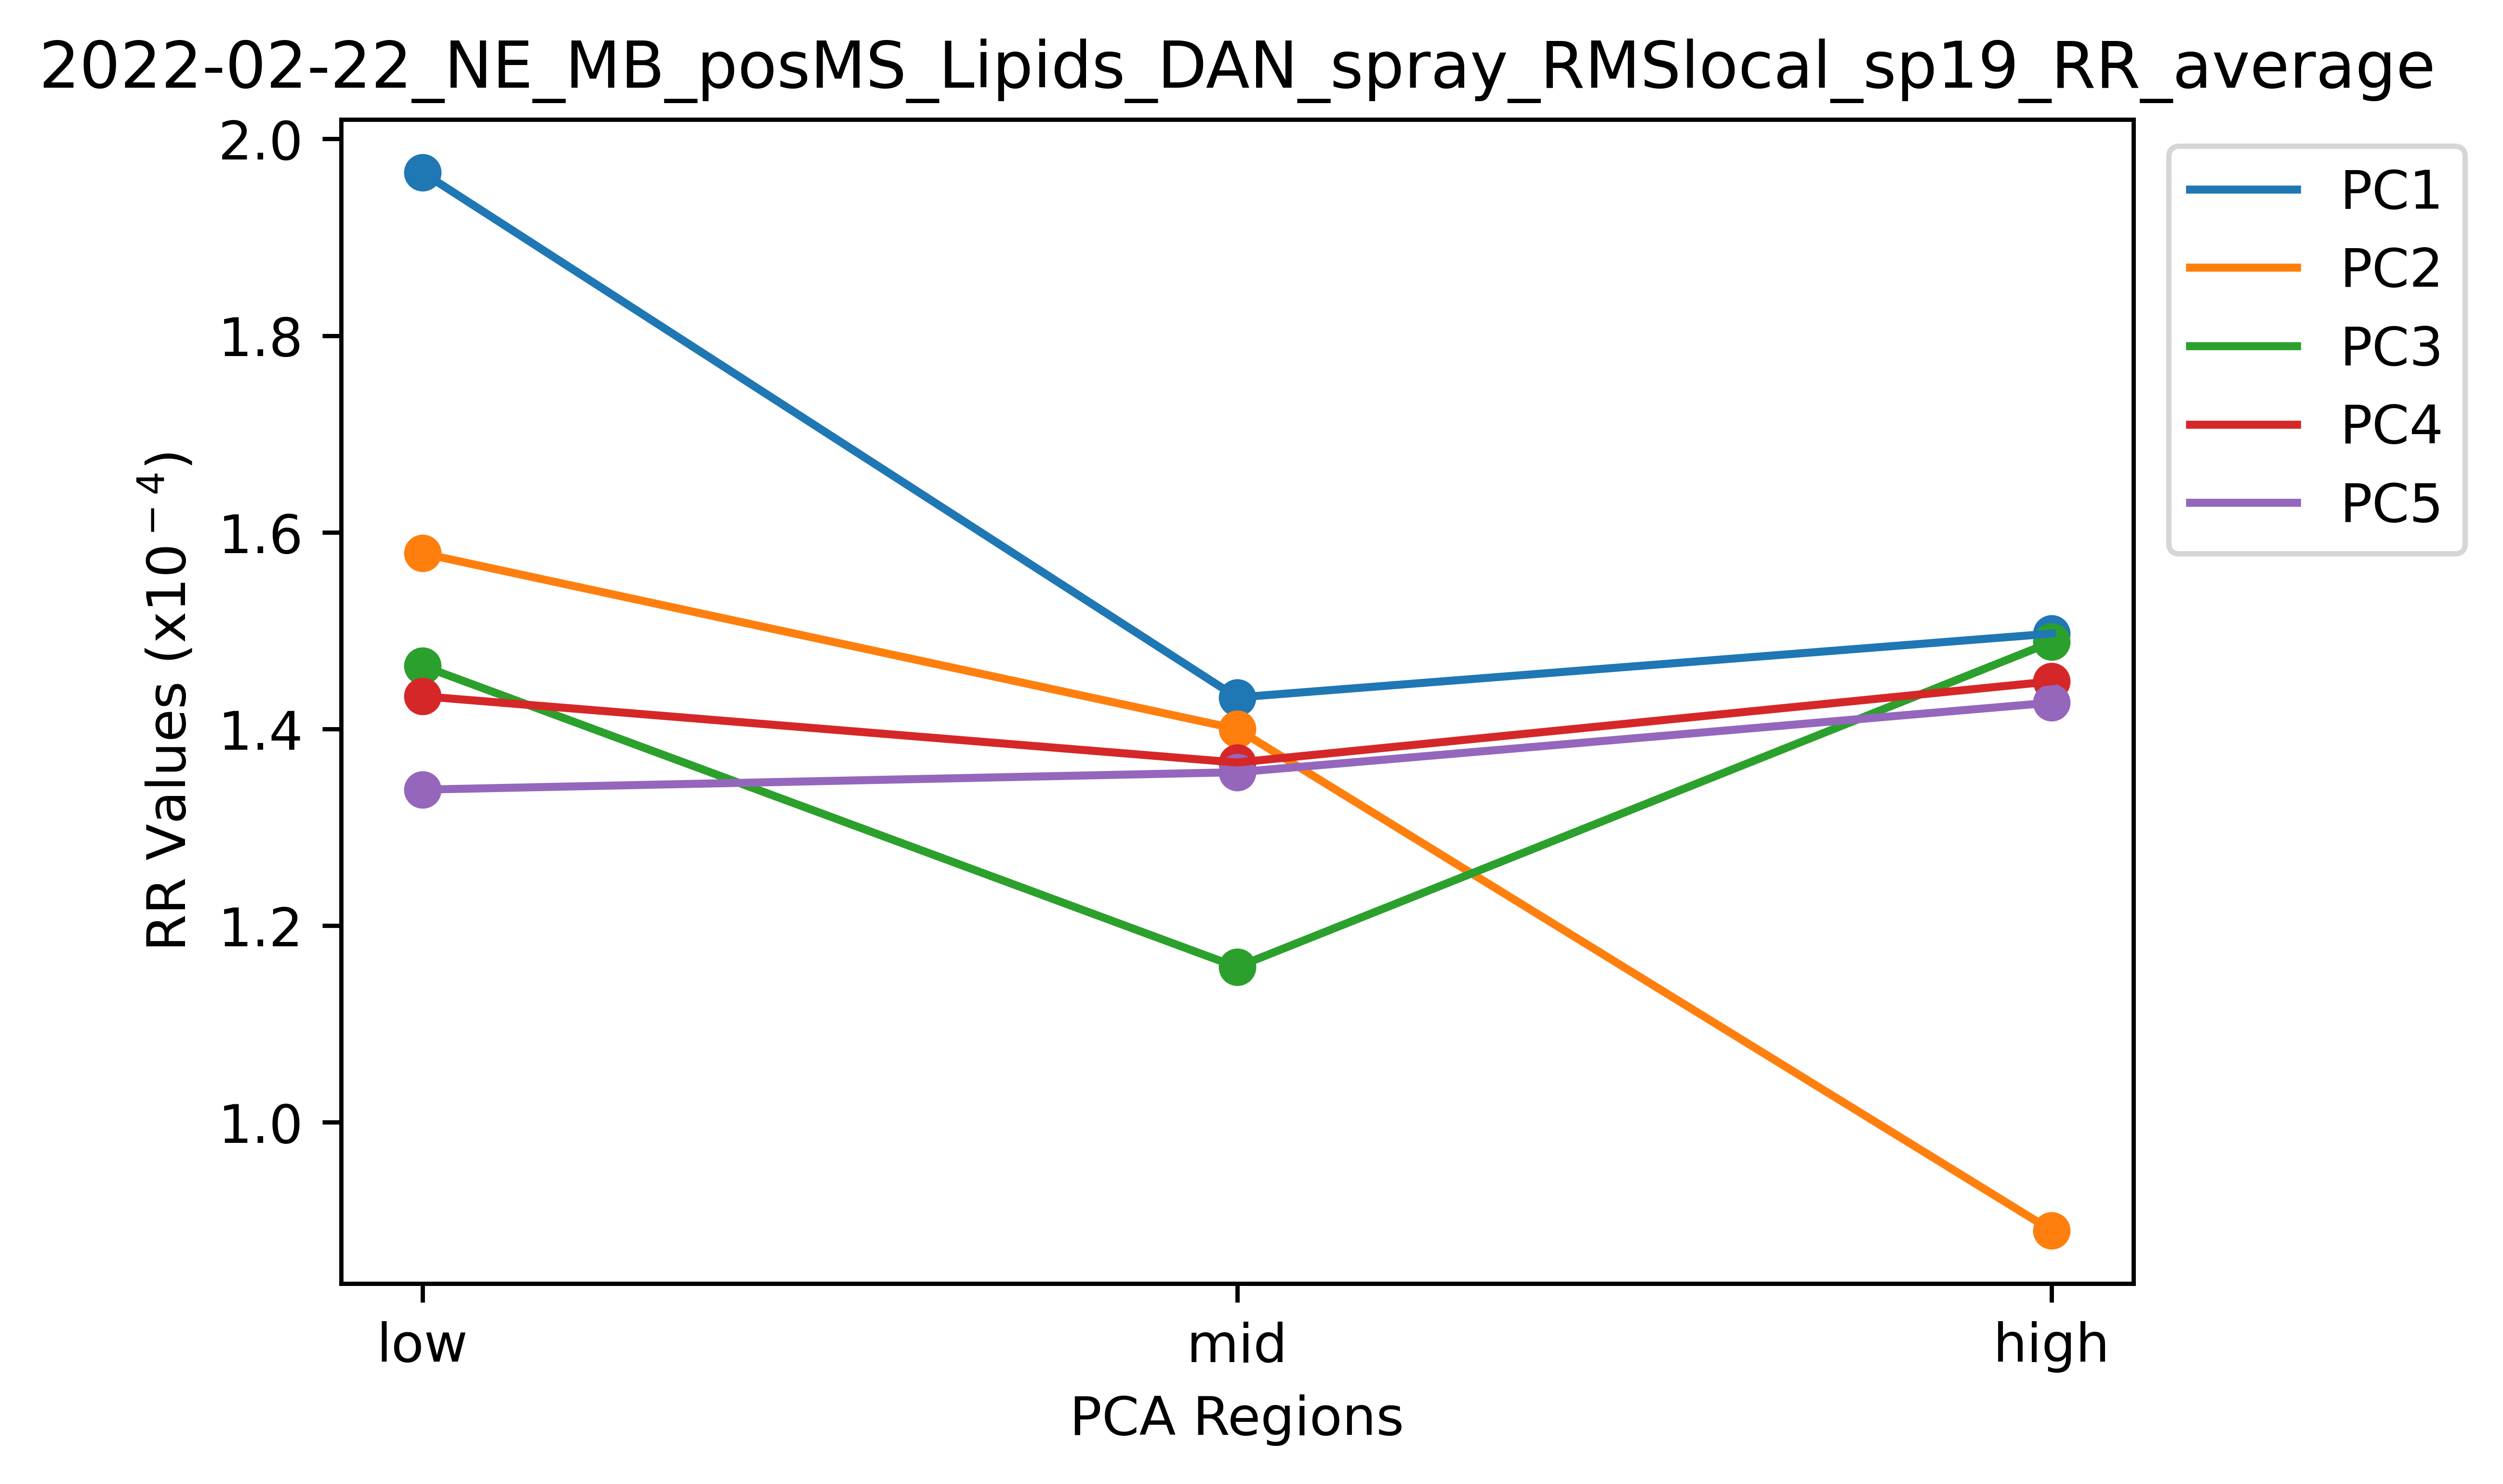 2022-02-22_NE_MB_posMS_Lipids_DAN_spray_RMSlocal_sp19_RR_average
2.0
1.8
1.6
1.4
1.2
1.0
RR Values (x10⁻⁴)
low
mid
high
PCA Regions
PC1
PC2
PC3
PC4
PC5